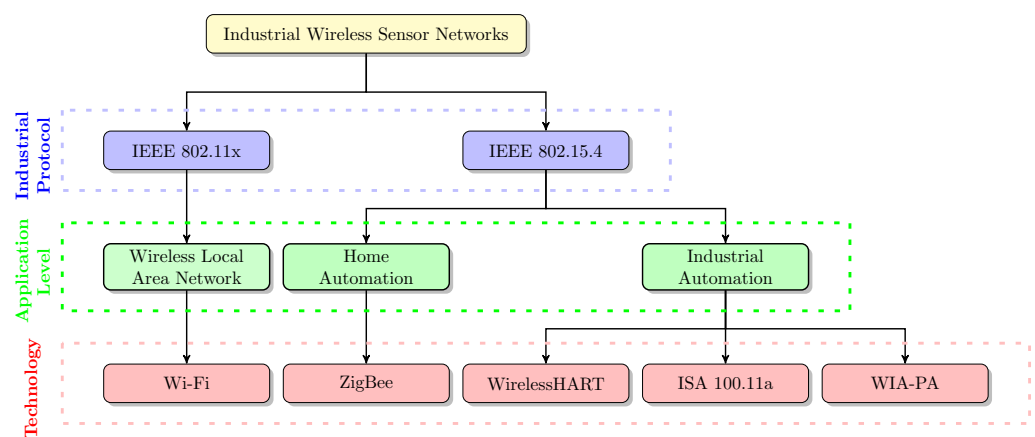 Industrial Wireless Sensor Networks
Industrial
Protocol
IEEE 802.11x
IEEE 802.15.4
Application
Level
Wireless Local
Area Network
Home
Automation
Industrial
Automation
Technology
Wi-Fi
ZigBee
WirelessHART
ISA 100.11a
WIA-PA